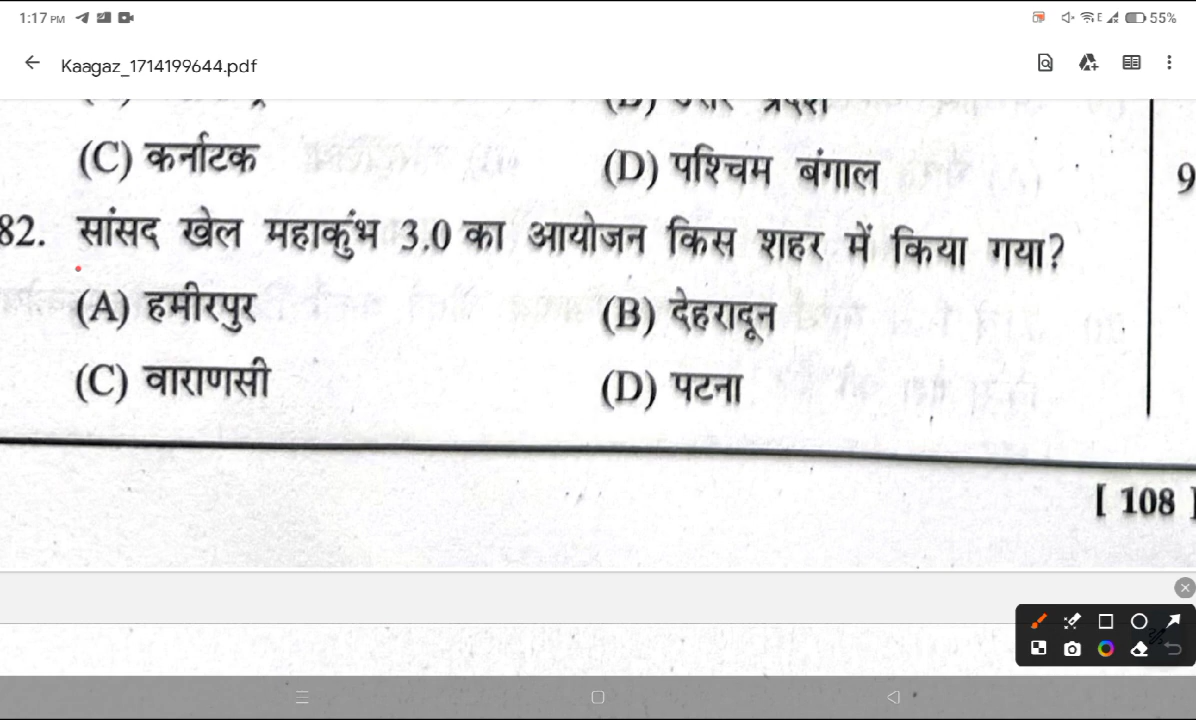 1:17 PM
E 55%
Kaagaz_1714199644.pdf
(C) कर्नाटक (D) पश्चिम बंगाल
9
82. सांसद खेल महाकुंभ 3.0 का आयोजन किस शहर में किया गया?
(A) हमीरपुर (B) देहरादून
(C) वाराणसी (D) पटना
[ 108 ]